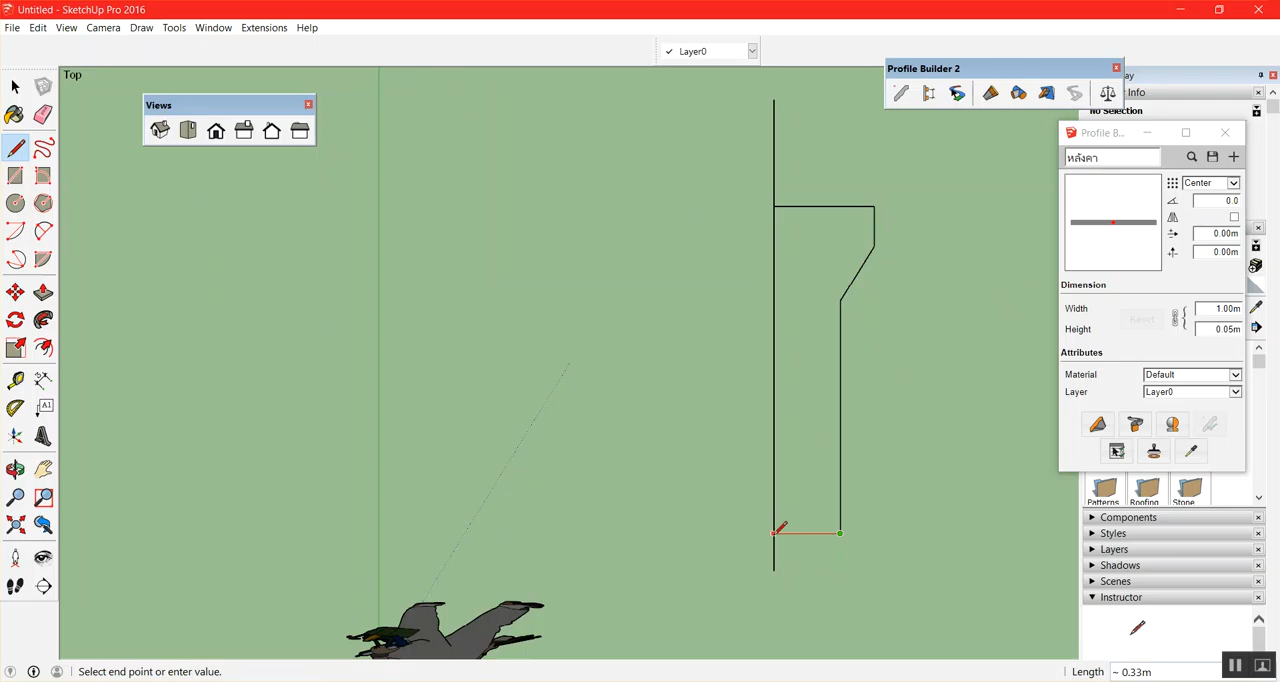 Untitled - SketchUp Pro 2016
File Edit View Camera Draw Tools Window Extensions Help
Layer0
Top
Views
Profile Builder 2
ay
Info
No Selection
Profile B...
หลังคา
Center
0.0
0.00m
0.00m
Dimension
Width 1.00m
Reset
Height 0.05m
Attributes
Material Default
Layer Layer0
Patterns Roofing Stone
Components
Styles
Layers
Shadows
Scenes
Instructor
A1
Select end point or enter value.
Length ~ 0.33m